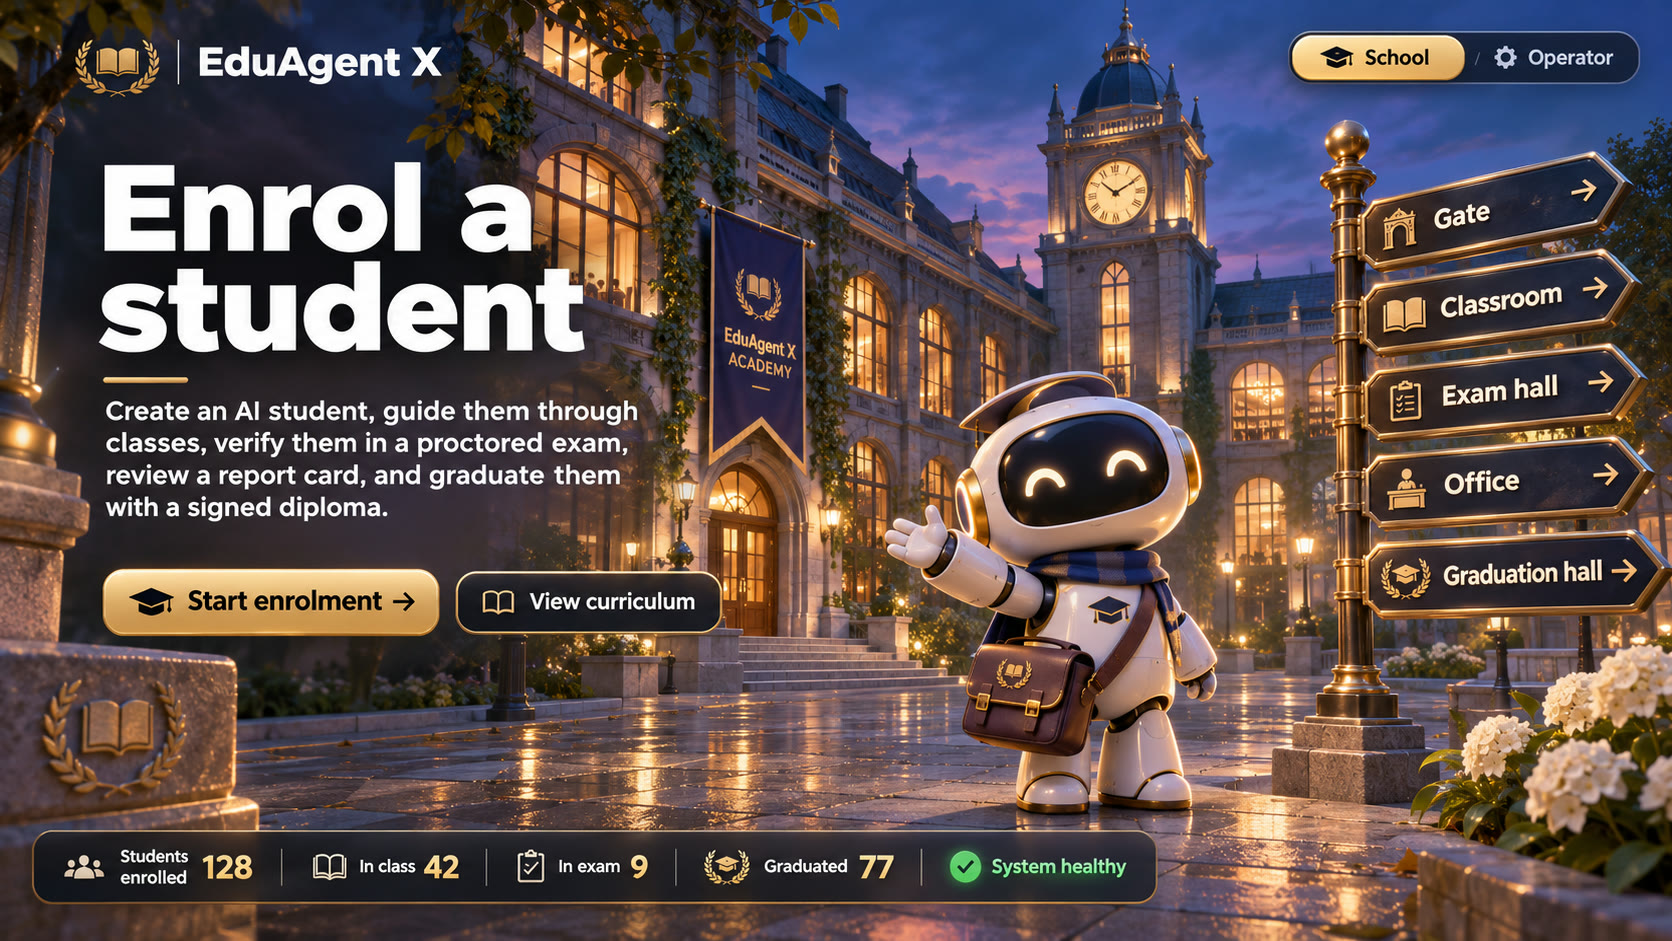 EduAgent X
School / Operator
Enrol a
student
Create an AI student, guide them through
classes, verify them in a proctored exam,
review a report card, and graduate them
with a signed diploma.
Start enrolment →
View curriculum
EduAgent X
ACADEMY
Gate →
Classroom →
Exam hall →
Office →
Graduation hall →
Students
enrolled 128
In class 42
In exam 9
Graduated 77
System healthy